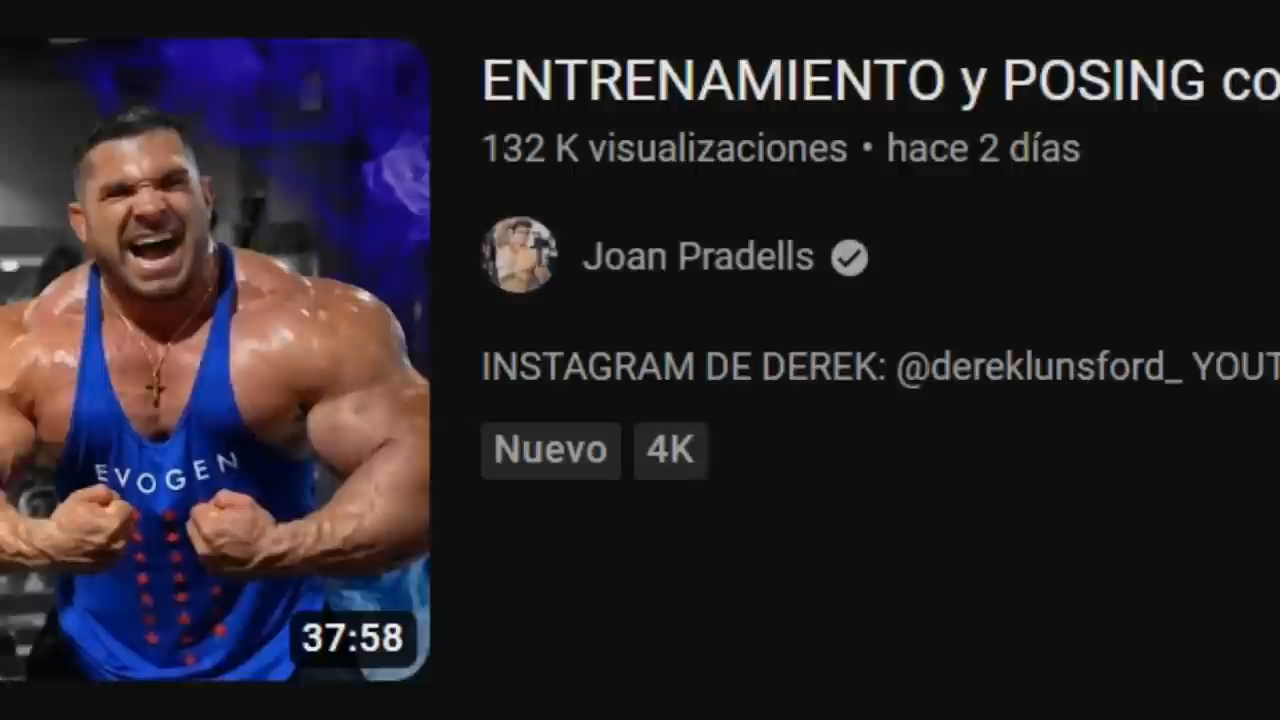 ENTRENAMIENTO y POSING co
132 K visualizaciones • hace 2 días
Joan Pradells
INSTAGRAM DE DEREK: @dereklunsford_ YOUT
Nuevo 4K
EVOGEN
37:58